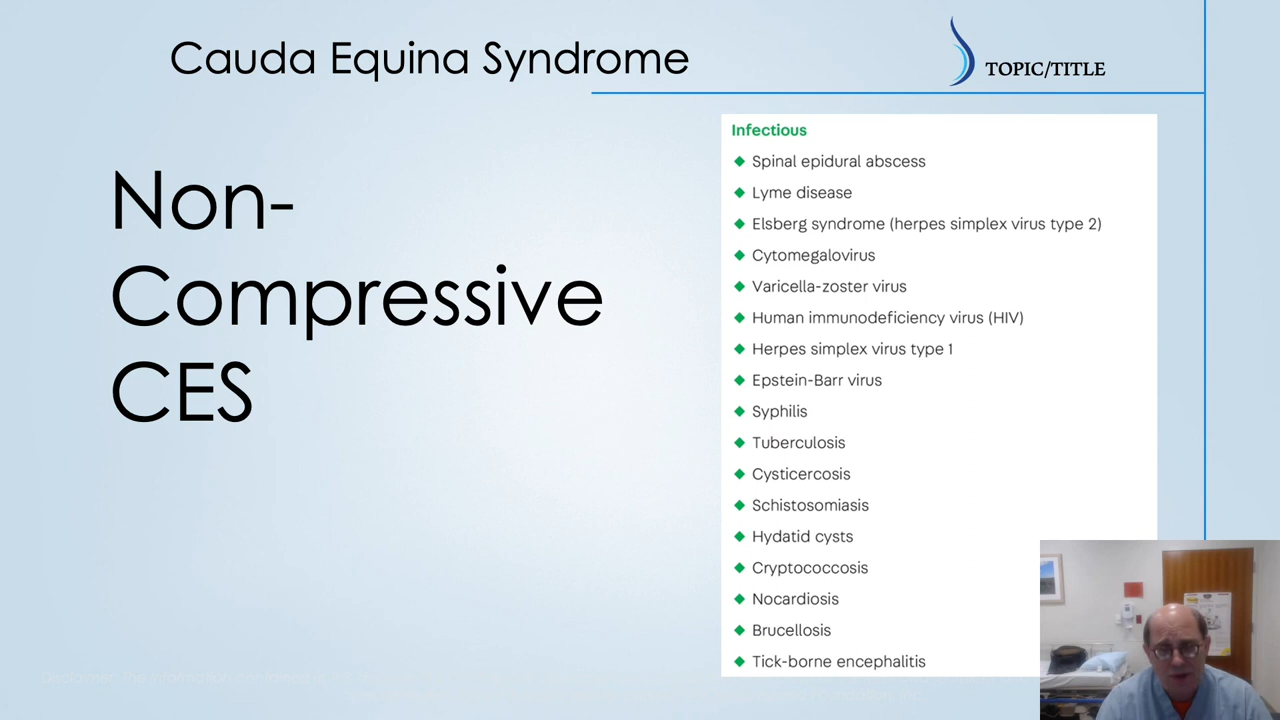 Cauda Equina Syndrome
TOPIC/TITLE
Non-
Compressive
CES
Infectious
Spinal epidural abscess
Lyme disease
Elsberg syndrome (herpes simplex virus type 2)
Cytomegalovirus
Varicella-zoster virus
Human immunodeficiency virus (HIV)
Herpes simplex virus type 1
Epstein-Barr virus
Syphilis
Tuberculosis
Cysticercosis
Schistosomiasis
Hydatid cysts
Cryptococcosis
Nocardiosis
Brucellosis
Tick-borne encephalitis